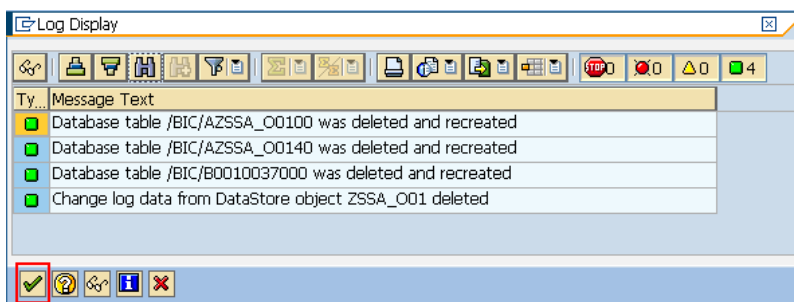 Log Display
STOP 0 0 0 4
Ty... Message Text
Database table /BIC/AZSSA_O0100 was deleted and recreated
Database table /BIC/AZSSA_O0140 was deleted and recreated
Database table /BIC/B0010037000 was deleted and recreated
Change log data from DataStore object ZSSA_O01 deleted